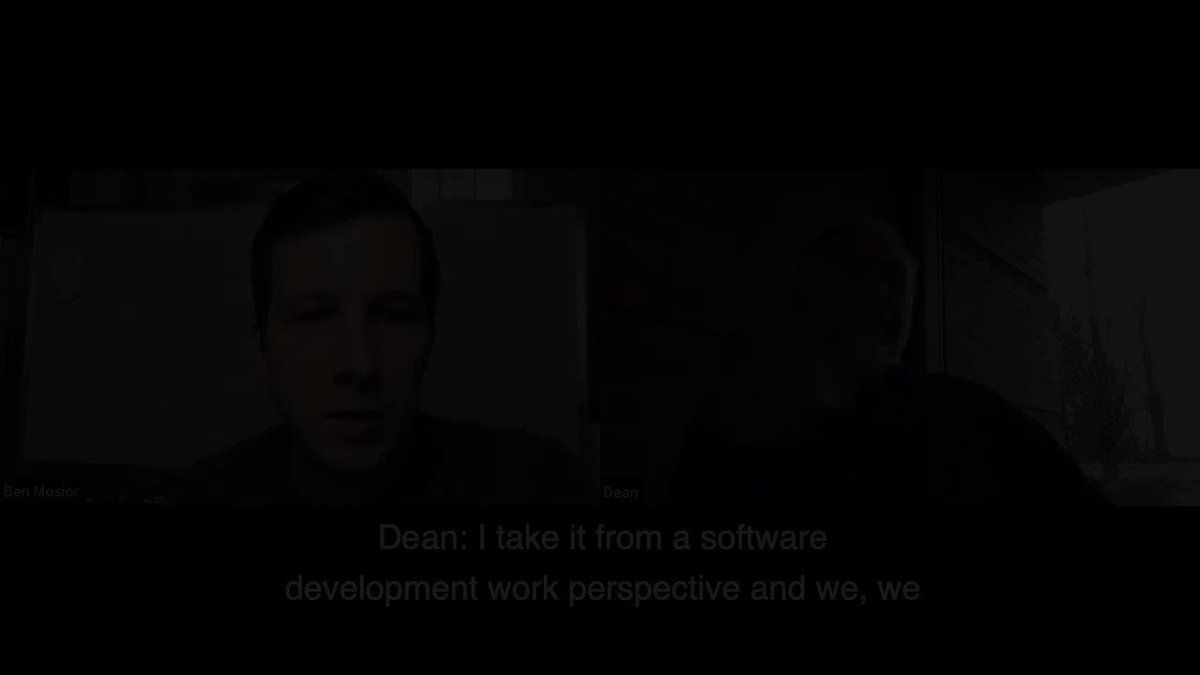 Ben Mosior
Dean
Dean: I take it from a software
development work perspective and we, we